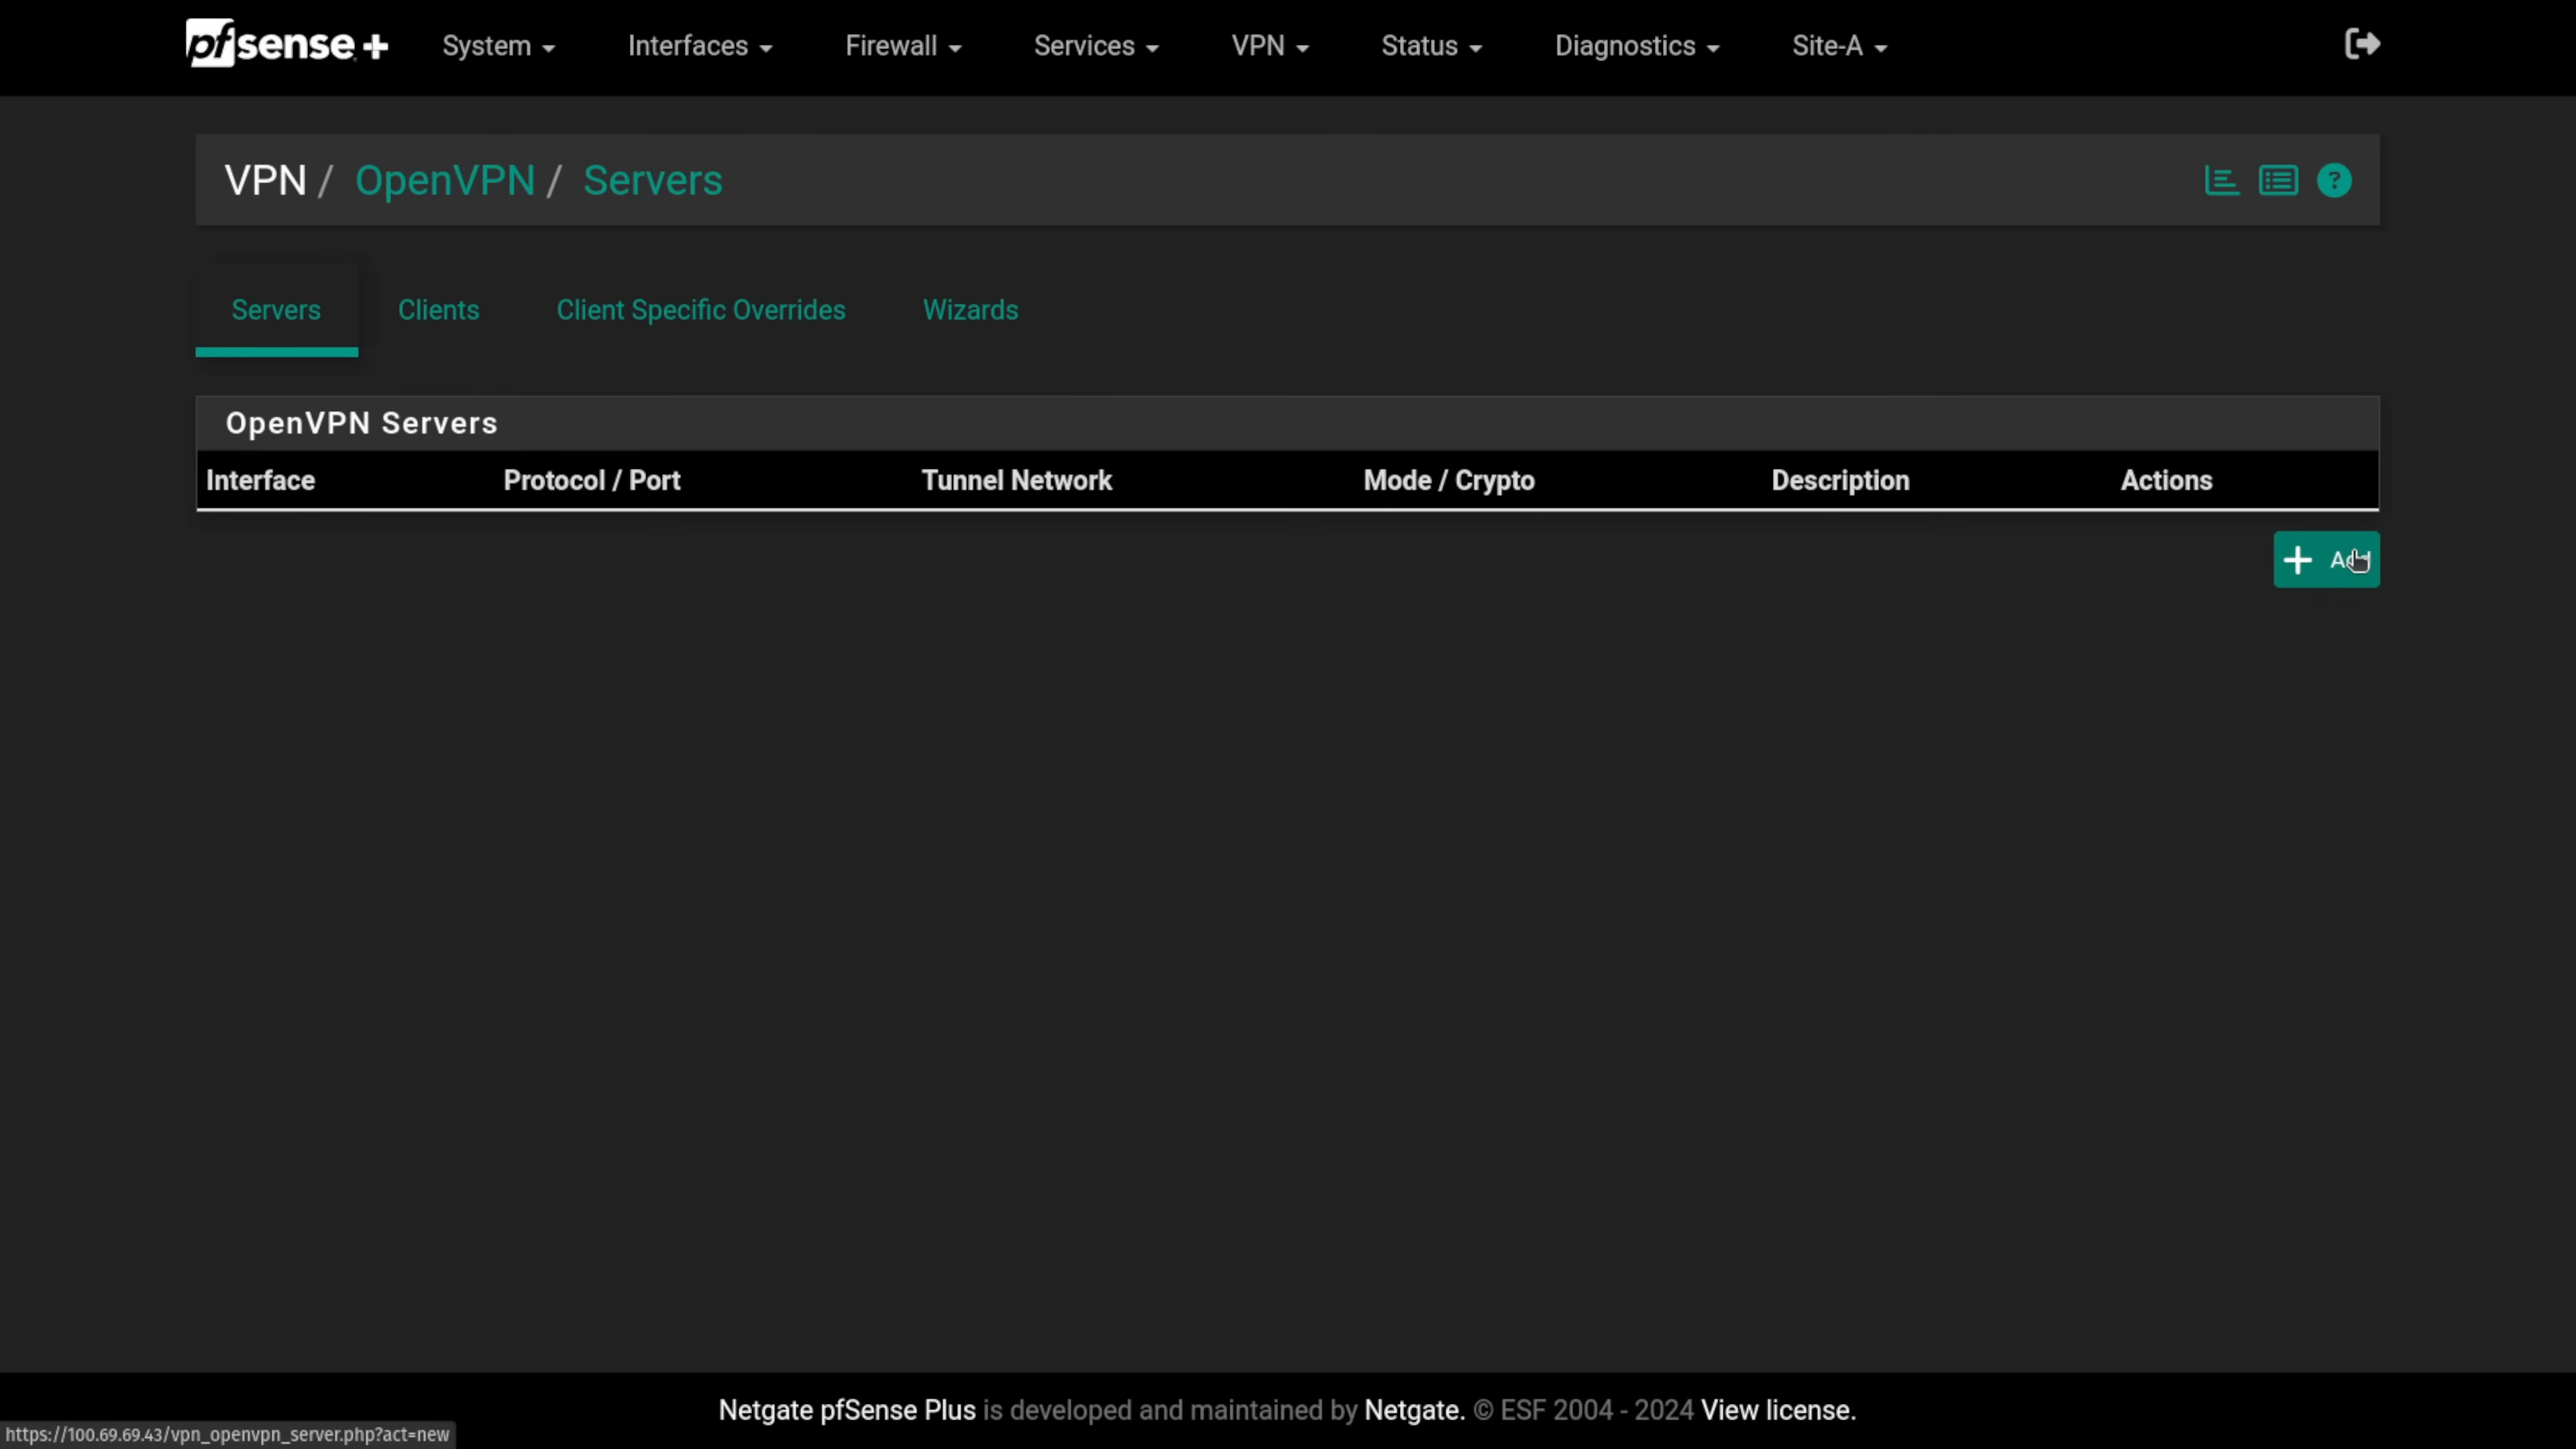 pfsense + System Interfaces Firewall Services VPN Status Diagnostics Site-A
VPN / OpenVPN / Servers
Servers Clients Client Specific Overrides Wizards
OpenVPN Servers
Interface Protocol / Port Tunnel Network Mode / Crypto Description Actions
Netgate pfSense Plus is developed and maintained by Netgate. © ESF 2004 - 2024 View license.
https://100.69.69.43/vpn_openvpn_server.php?act=new